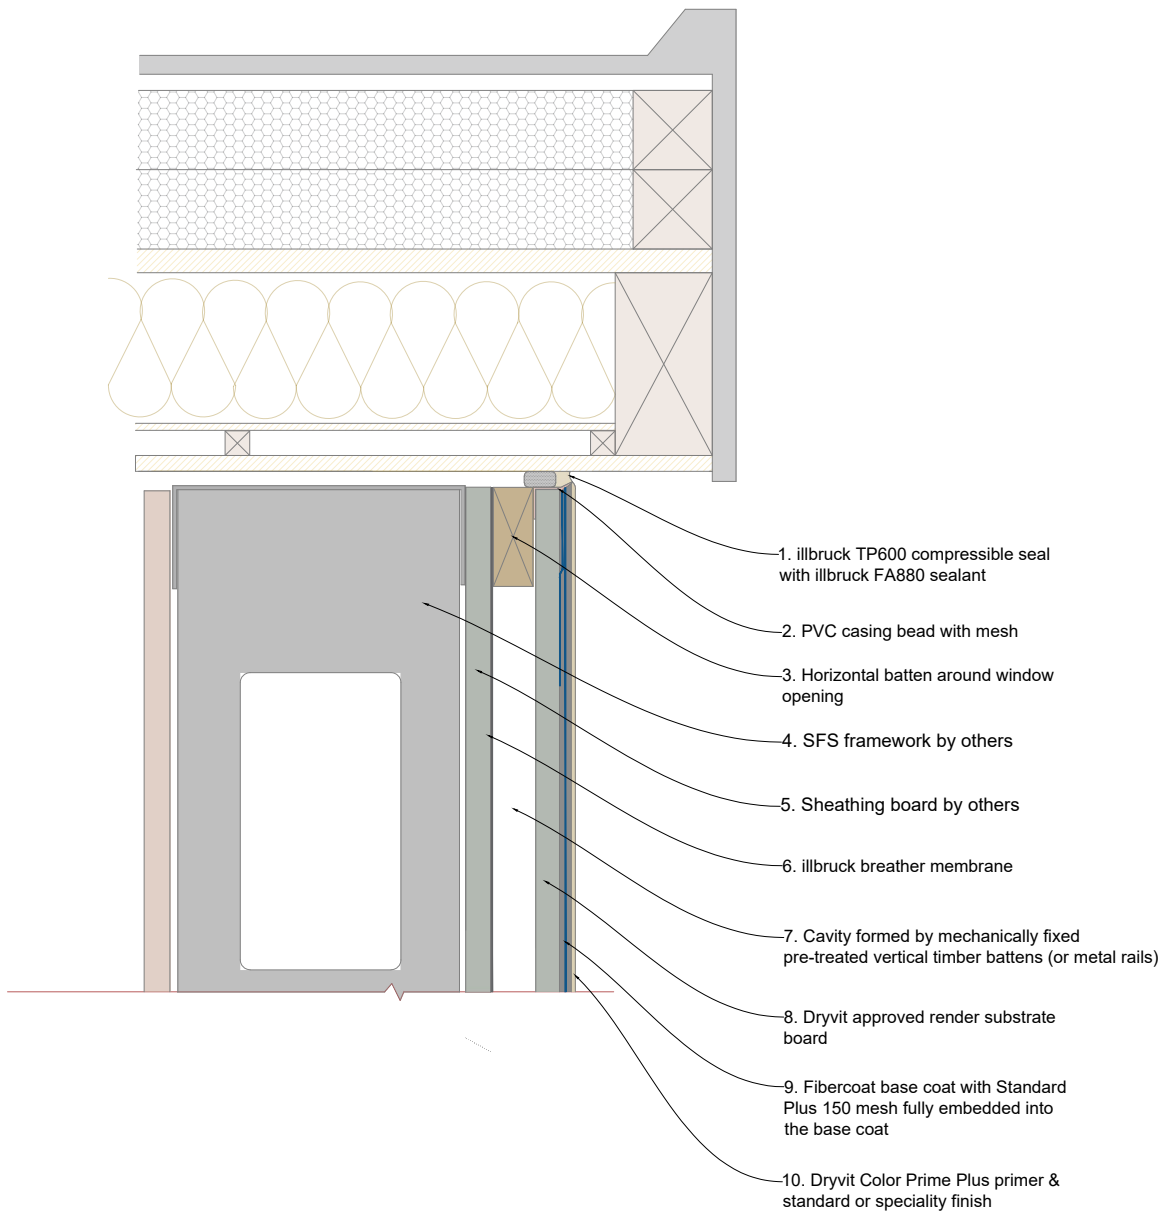 1. illbruck TP600 compressible seal
with illbruck FA880 sealant
2. PVC casing bead with mesh
3. Horizontal batten around window
opening
4. SFS framework by others
5. Sheathing board by others
6. illbruck breather membrane
7. Cavity formed by mechanically fixed
pre-treated vertical timber battens (or metal rails)
8. Dryvit approved render substrate
board
9. Fibercoat base coat with Standard
Plus 150 mesh fully embedded into
the base coat
10. Dryvit Color Prime Plus primer &
standard or speciality finish